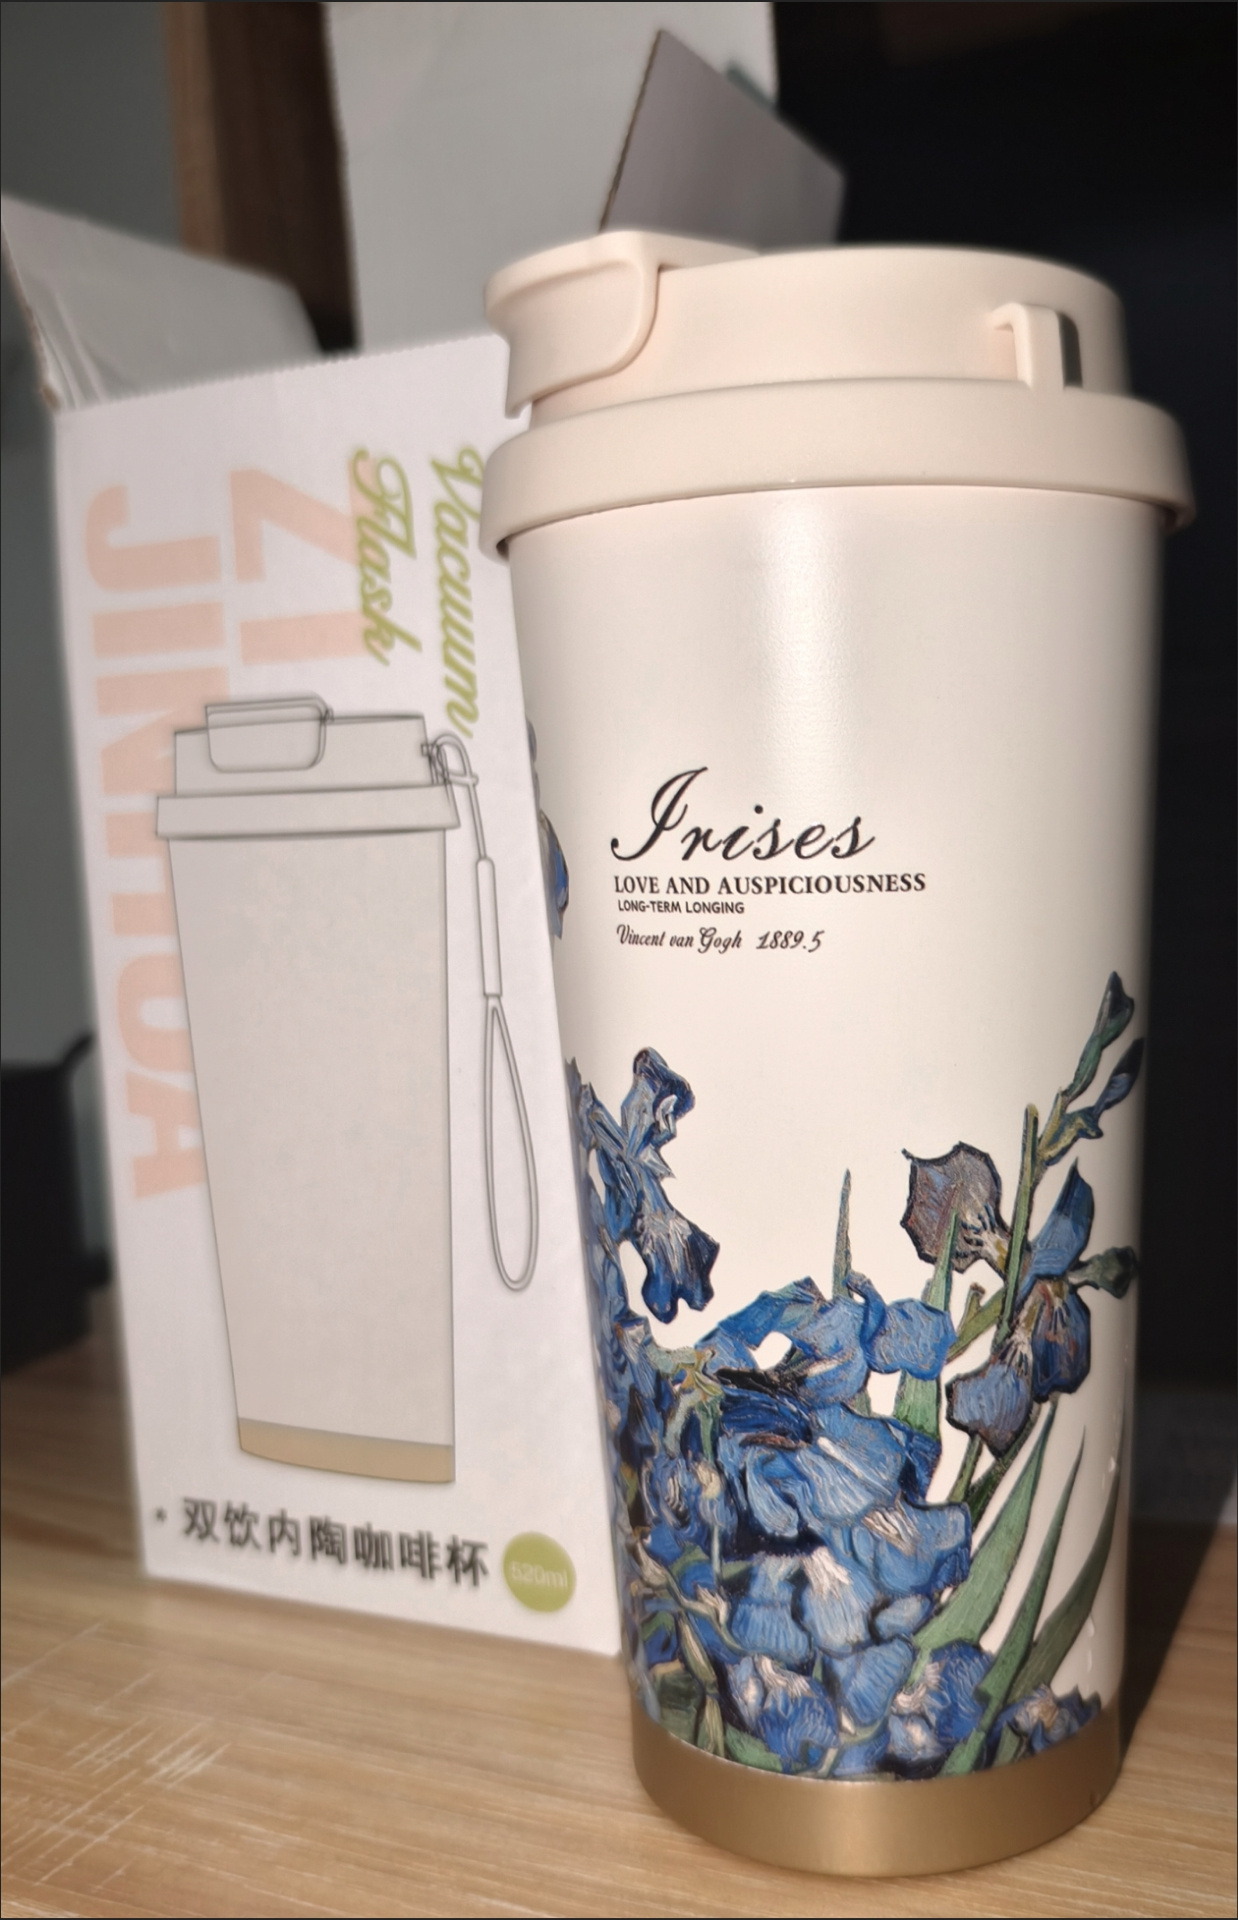 Vacuum
Flask
ZI
JINHUA
Irises
LOVE AND AUSPICIOUSNESS
LONG-TERM LONGING
Vincent van Gogh 1889.5
· 双饮内陶咖啡杯 520ml